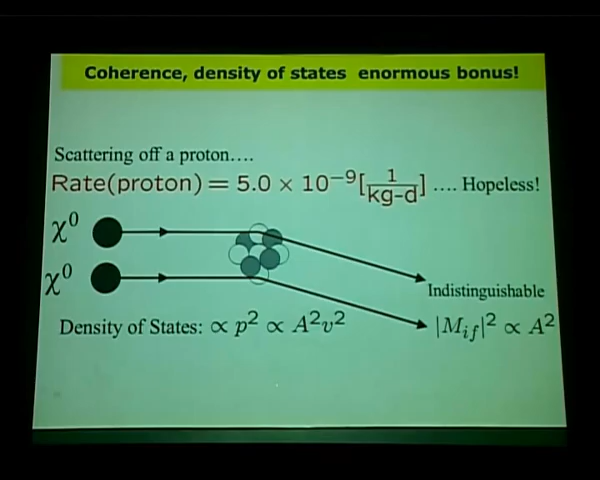 Coherence, density of states enormous bonus!
Scattering off a proton....
Rate(proton) = 5.0 × 10⁻⁹[1/kg-d] .... Hopeless!
χ⁰
χ⁰
Indistinguishable
Density of States: ∝ p² ∝ A²v²
|M_if|² ∝ A²